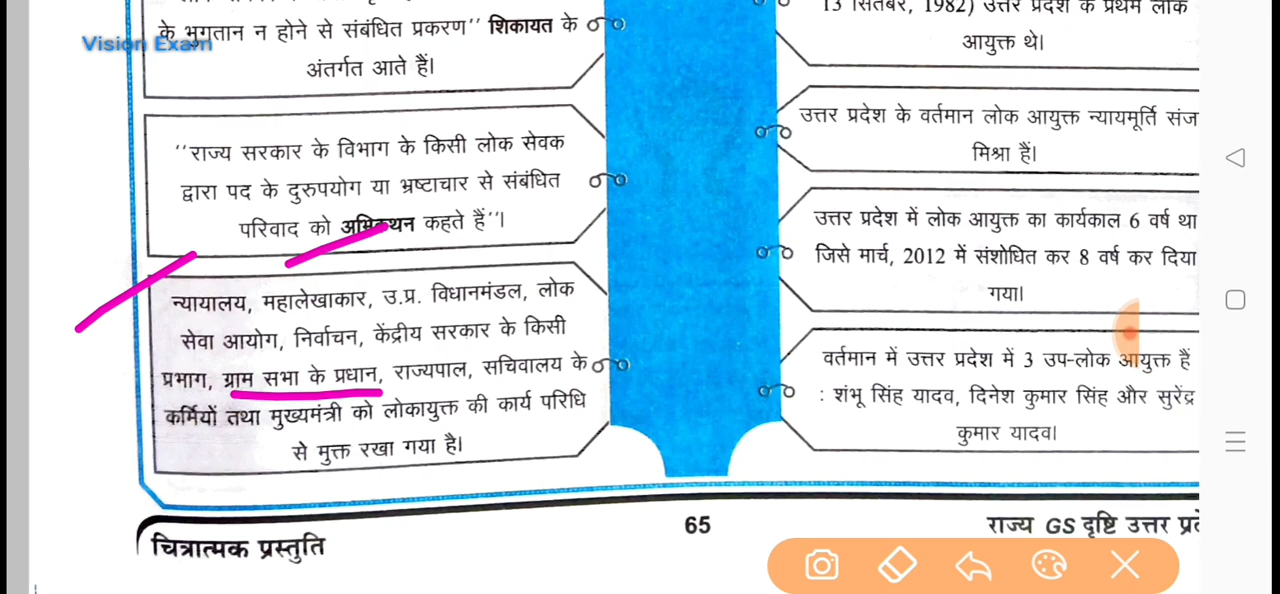 के भुगतान न होने से संबंधित प्रकरण'' शिकायत के
Vision Exam
अंतर्गत आते हैं।
''राज्य सरकार के विभाग के किसी लोक सेवक
द्वारा पद के दुरुपयोग या भ्रष्टाचार से संबंधित
परिवाद को अभिकथन कहते हैं''।
न्यायालय, महालेखाकार, उ.प्र. विधानमंडल, लोक
सेवा आयोग, निर्वाचन, केंद्रीय सरकार के किसी
प्रभाग, ग्राम सभा के प्रधान, राज्यपाल, सचिवालय के
कर्मियों तथा मुख्यमंत्री को लोकायुक्त की कार्य परिधि
से मुक्त रखा गया है।
13 सितंबर, 1982) उत्तर प्रदेश के प्रथम लोक
आयुक्त थे।
उत्तर प्रदेश के वर्तमान लोक आयुक्त न्यायमूर्ति संज
मिश्रा हैं।
उत्तर प्रदेश में लोक आयुक्त का कार्यकाल 6 वर्ष था
जिसे मार्च, 2012 में संशोधित कर 8 वर्ष कर दिया
गया।
वर्तमान में उत्तर प्रदेश में 3 उप-लोक आयुक्त हैं
: शंभू सिंह यादव, दिनेश कुमार सिंह और सुरेंद्र
कुमार यादव।
चित्रात्मक प्रस्तुति
65
राज्य GS दृष्टि उत्तर